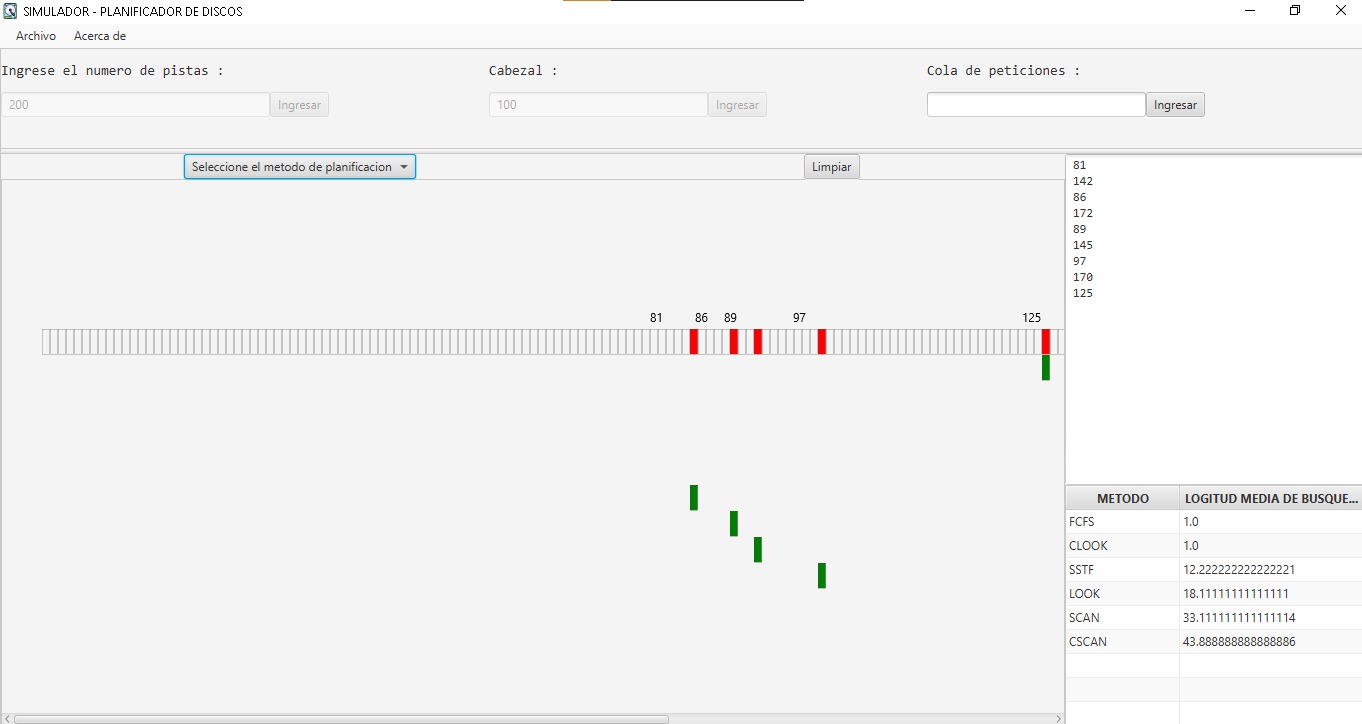 SIMULADOR - PLANIFICADOR DE DISCOS
Archivo Acerca de
Ingrese el numero de pistas :
Cabezal :
Cola de peticiones :
200 Ingresar
100 Ingresar
Ingresar
Seleccione el metodo de planificacion
Limpiar
81
142
86
172
89
145
97
170
125
81 86 89 97 125
METODO LOGITUD MEDIA DE BUSQUE...
FCFS 1.0
CLOOK 1.0
SSTF 12.222222222222221
LOOK 18.11111111111111
SCAN 33.111111111111114
CSCAN 43.888888888888886